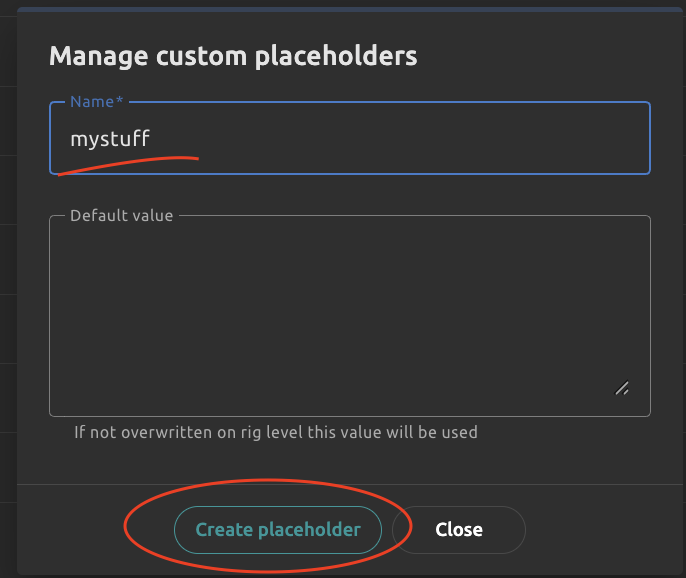 Manage custom placeholders
Name*
mystuff
Default value
If not overwritten on rig level this value will be used
Create placeholder
Close